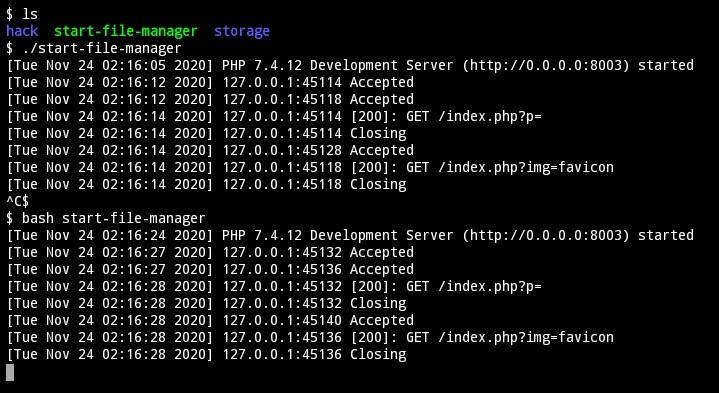 $ ls
hack  start-file-manager  storage
$ ./start-file-manager
[Tue Nov 24 02:16:05 2020] PHP 7.4.12 Development Server (http://0.0.0.0:8003) started
[Tue Nov 24 02:16:12 2020] 127.0.0.1:45114 Accepted
[Tue Nov 24 02:16:12 2020] 127.0.0.1:45118 Accepted
[Tue Nov 24 02:16:14 2020] 127.0.0.1:45114 [200]: GET /index.php?p=
[Tue Nov 24 02:16:14 2020] 127.0.0.1:45114 Closing
[Tue Nov 24 02:16:14 2020] 127.0.0.1:45128 Accepted
[Tue Nov 24 02:16:14 2020] 127.0.0.1:45118 [200]: GET /index.php?img=favicon
[Tue Nov 24 02:16:14 2020] 127.0.0.1:45118 Closing
^C$
$ bash start-file-manager
[Tue Nov 24 02:16:24 2020] PHP 7.4.12 Development Server (http://0.0.0.0:8003) started
[Tue Nov 24 02:16:27 2020] 127.0.0.1:45132 Accepted
[Tue Nov 24 02:16:27 2020] 127.0.0.1:45136 Accepted
[Tue Nov 24 02:16:28 2020] 127.0.0.1:45132 [200]: GET /index.php?p=
[Tue Nov 24 02:16:28 2020] 127.0.0.1:45132 Closing
[Tue Nov 24 02:16:28 2020] 127.0.0.1:45140 Accepted
[Tue Nov 24 02:16:28 2020] 127.0.0.1:45136 [200]: GET /index.php?img=favicon
[Tue Nov 24 02:16:28 2020] 127.0.0.1:45136 Closing